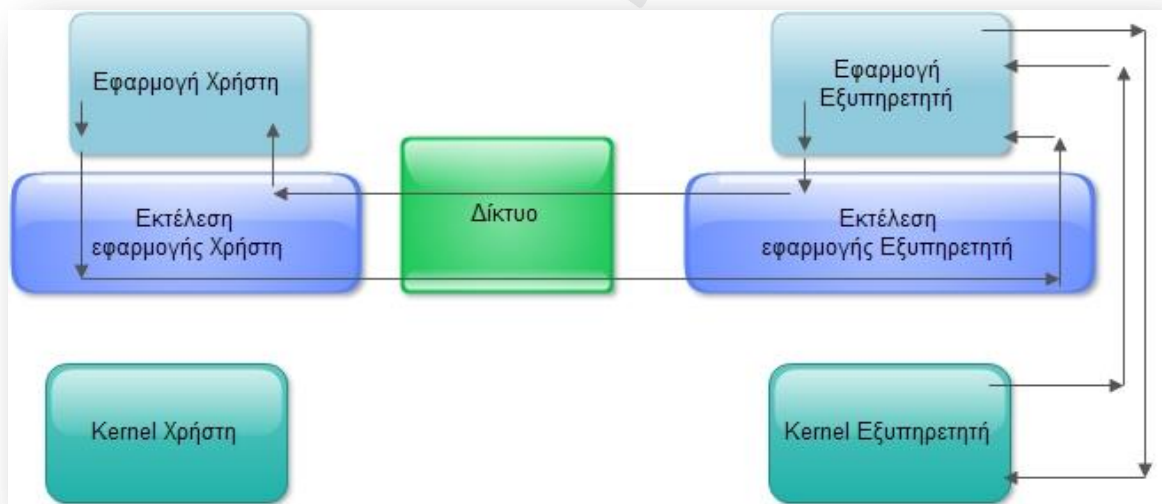 Εφαρμογή Χρήστη
Εφαρμογή
Εξυπηρετητή
Εκτέλεση
εφαρμογής Χρήστη
Δίκτυο
Εκτέλεση
εφαρμογής Εξυπηρετητή
Kernel Χρήστη
Kernel Εξυπηρετητή